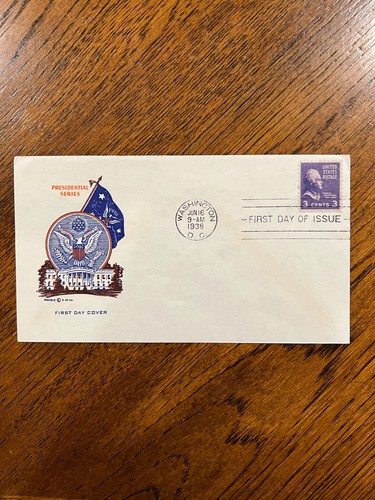 PRESIDENTIAL
SERIES
FIRST DAY COVER
WASHINGTON
JUN 16
9-AM
1938
D. C.
FIRST DAY OF ISSUE
UNITED
STATES
POSTAGE
3 CENTS 3